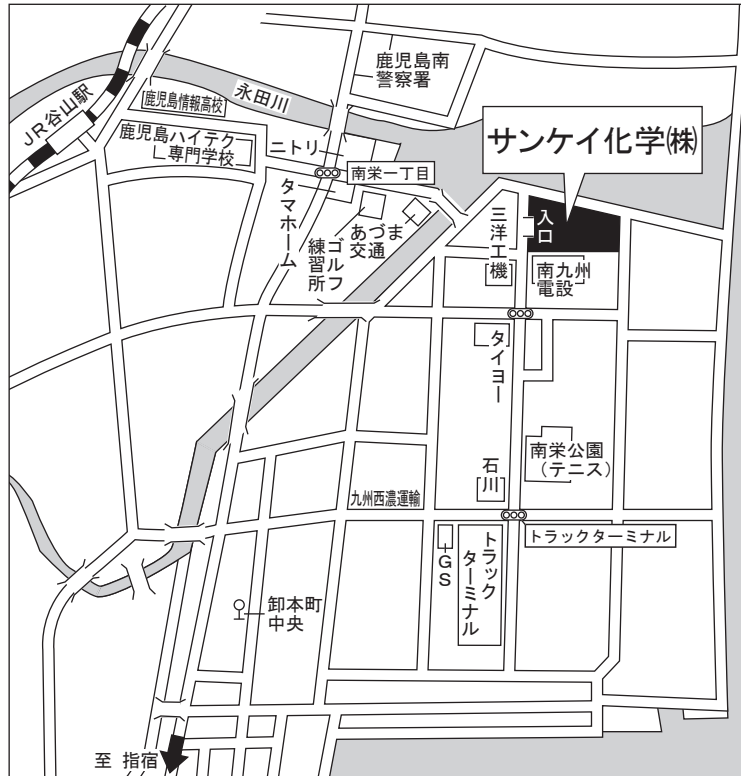 鹿児島南
警察署
JR谷山駅
鹿児島情報高校
永田川
鹿児島ハイテク
専門学校
ニトリ
南栄一丁目
サンケイ化学㈱
入口
タマホーム
あづま
交通
ゴルフ
練習所
三洋工機
南九州
電設
タイヨー
南栄公園
(テニス)
石川
九州西濃運輸
トラックターミナル
GS
トラック
ターミナル
卸本町
中央
至 指宿